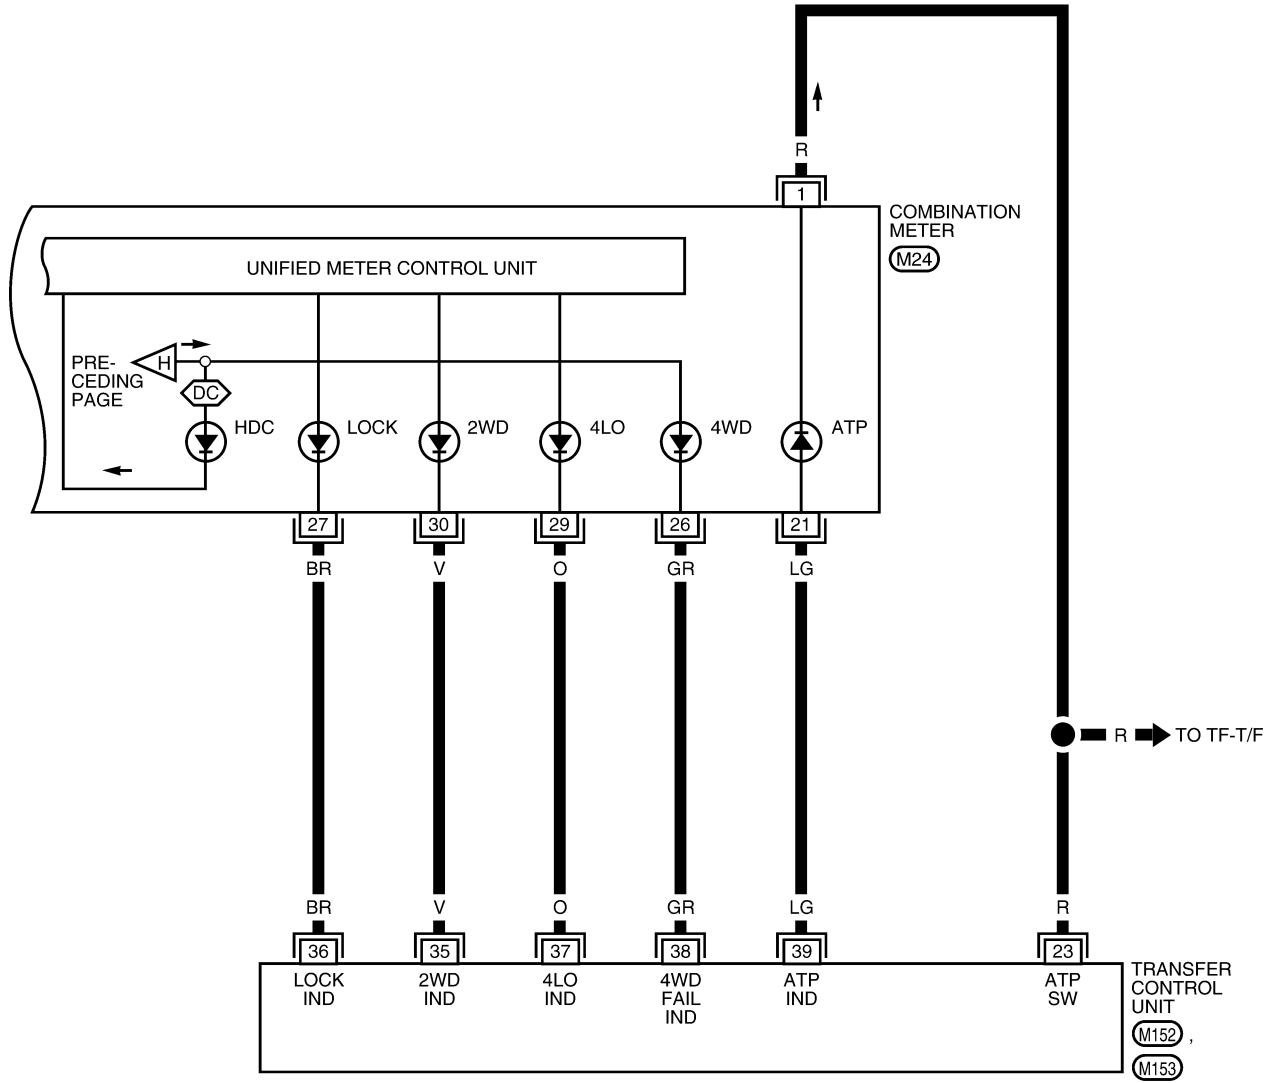 R
1
COMBINATION
METER
M24
UNIFIED METER CONTROL UNIT
PRE-
CEDING
PAGE
H
DC
HDC
LOCK
2WD
4LO
4WD
ATP
27
30
29
26
21
BR
V
O
GR
LG
R
TO TF-T/F
BR
V
O
GR
LG
R
36
35
37
38
39
23
LOCK
IND
2WD
IND
4LO
IND
4WD
FAIL
IND
ATP
IND
ATP
SW
TRANSFER
CONTROL
UNIT
M152 ,
M153